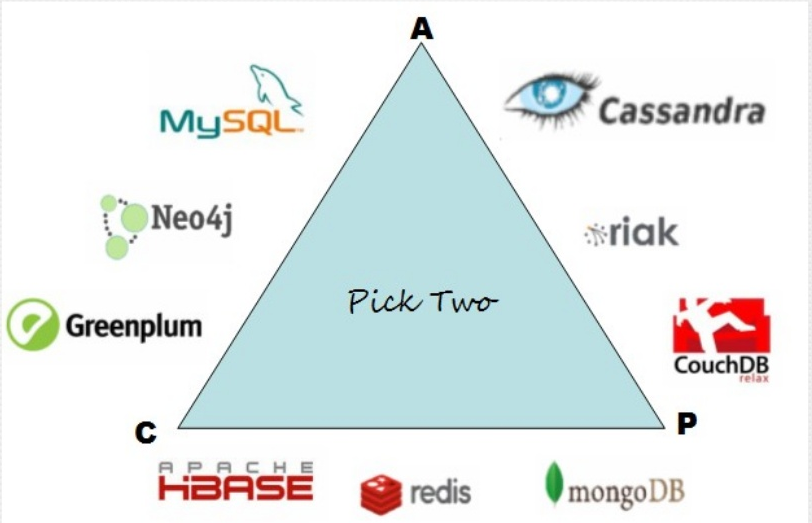 A
MySQL
Cassandra
Neo4j
riak
Pick Two
Greenplum
CouchDB
relax
C
P
APACHE
HBASE
redis
mongoDB